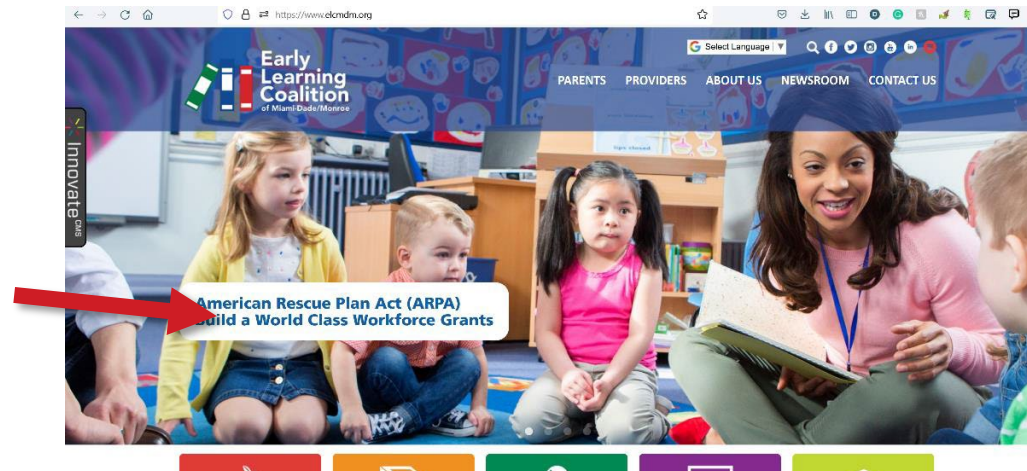 https://www.elcmdm.org
Select Language
Early
Learning
Coalition
of Miami-Dade/Monroe
PARENTS PROVIDERS ABOUT US NEWSROOM CONTACT US
Innovate CMS
American Rescue Plan Act (ARPA)
Build a World Class Workforce Grants